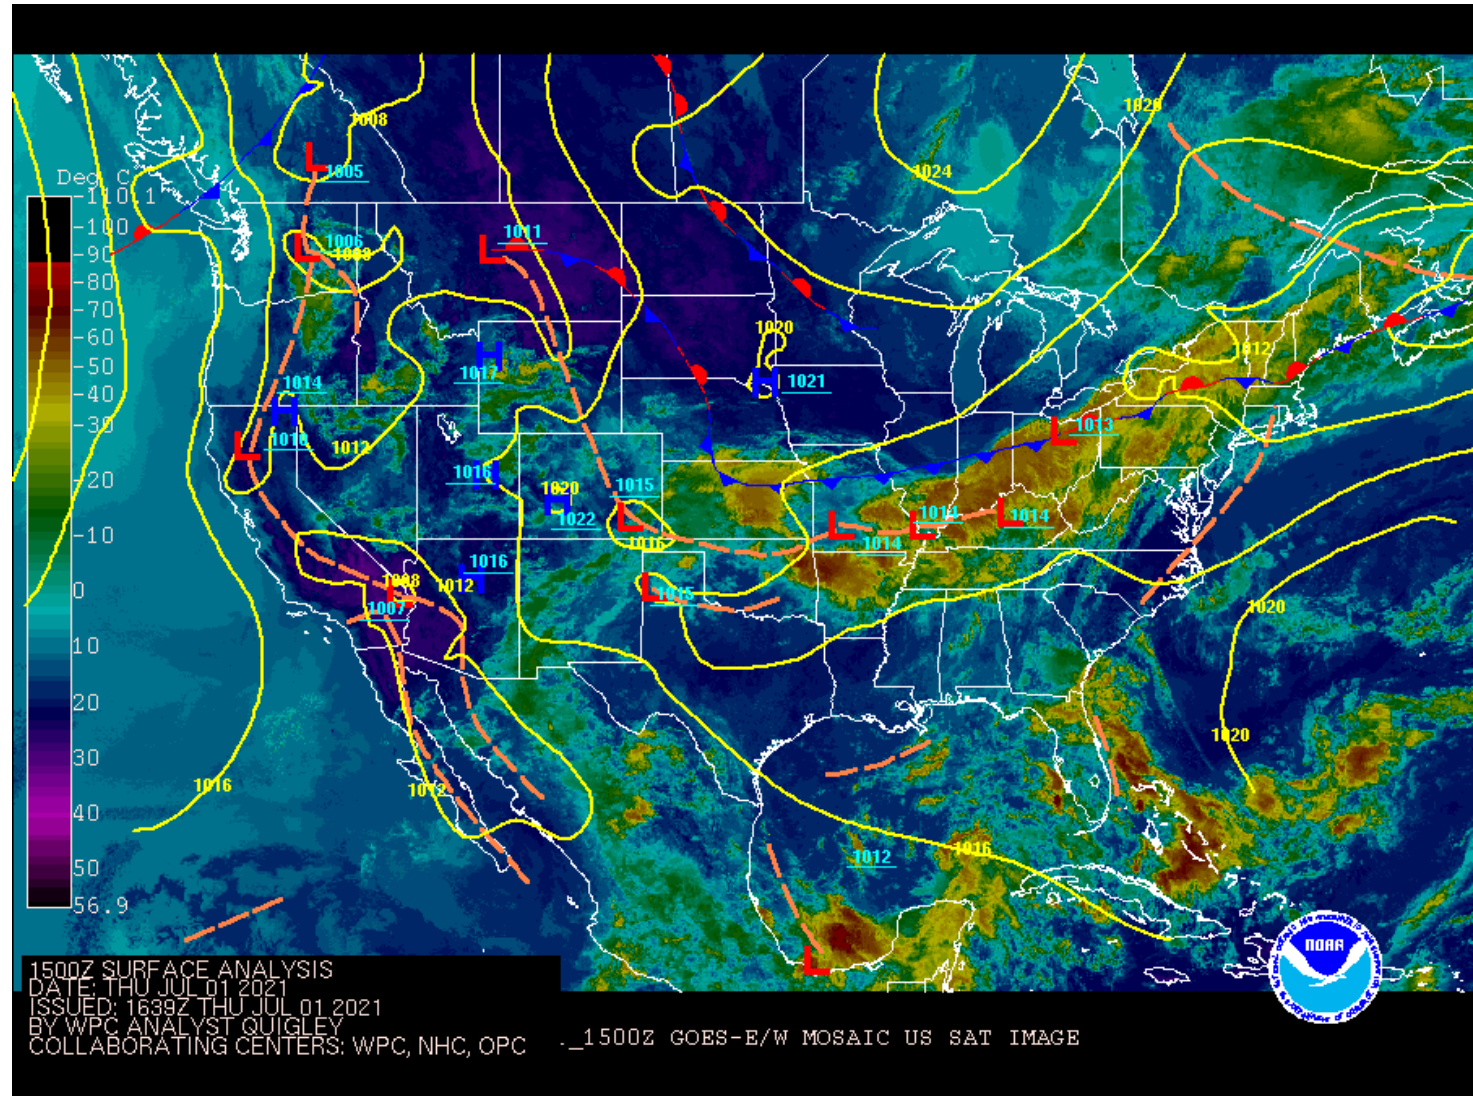 1008
1020
1024
L
1005
Deg C
-110.1
-100
-90
-80
-70
-60
-50
-40
-30
-20
-10
0
10
20
30
40
50
56.9
L
1006
1008
L
1011
1020
H
1017
H
1021
1012
1014
H
L
1010
1012
L
1013
1016
H
1020
H
1022
1015
L
1016
L
1014
L
L
1014
1016
H
1012
1008
L
1007
L
1015
1020
1020
1016
1012
1016
1012
L
NOAA
1500Z SURFACE ANALYSIS
DATE: THU JUL 01 2021
ISSUED: 1639Z THU JUL 01 2021
BY WPC ANALYST QUIGLEY
COLLABORATING CENTERS: WPC, NHC, OPC
._1500Z GOES-E/W MOSAIC US SAT IMAGE